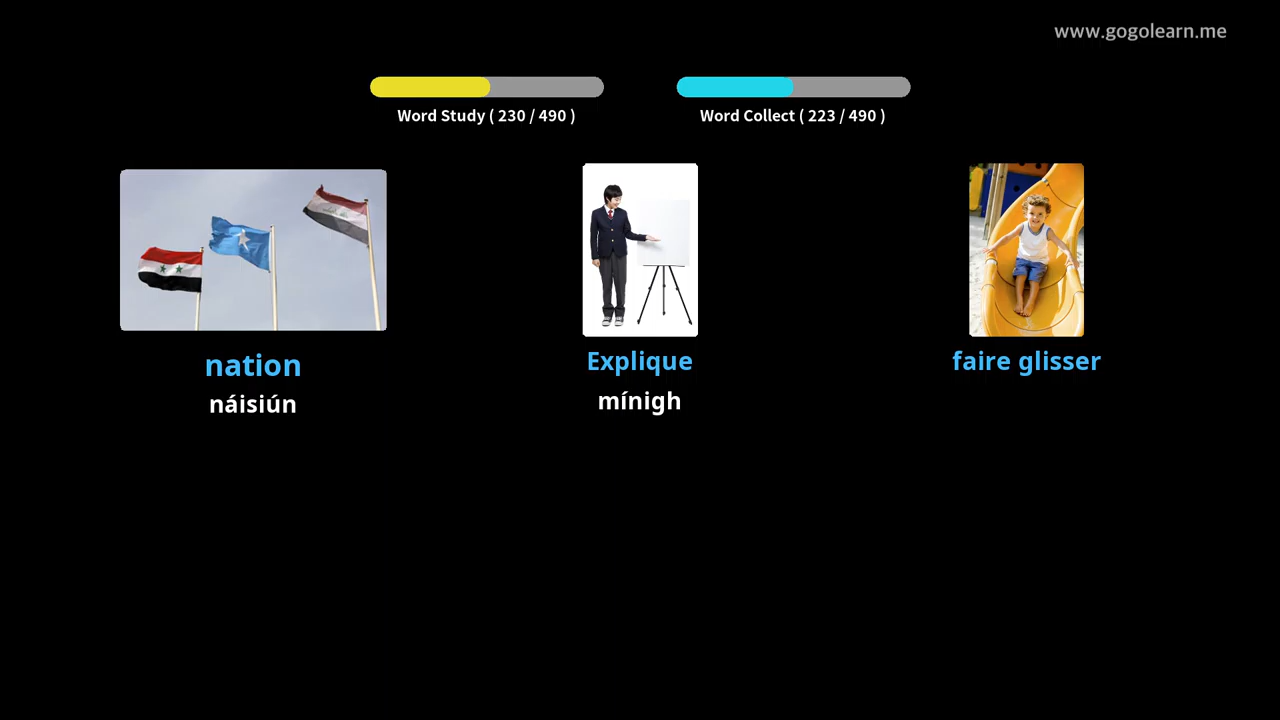 www.gogolearn.me
Word Study ( 230 / 490 )
Word Collect ( 223 / 490 )
nation
náisiún
Explique
mínigh
faire glisser